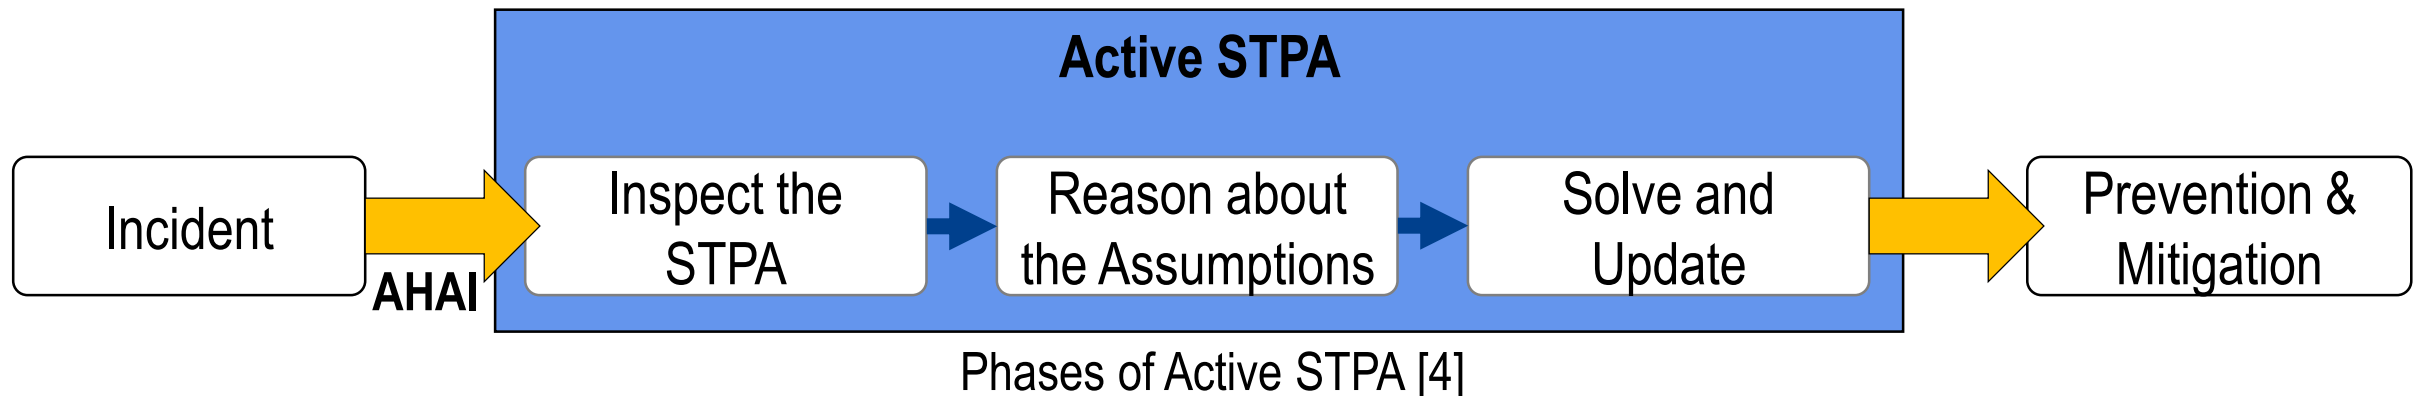 Active STPA
Incident
AHAI
Inspect the
STPA
Reason about
the Assumptions
Solve and
Update
Prevention &
Mitigation
Phases of Active STPA [4]